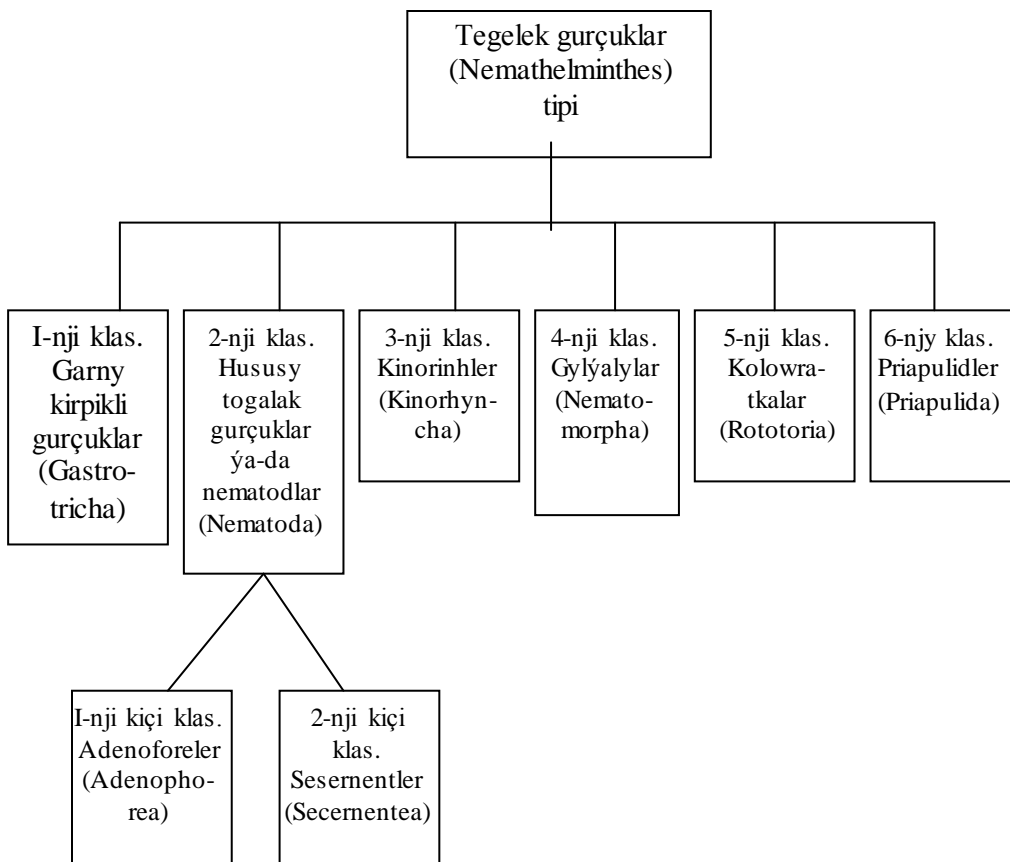 Tegelek gurçuklar
(Nemathelminthes)
tipi
I-nji klas.
Garny
kirpikli
gurçuklar
(Gastro-
tricha)
2-nji klas.
Hususy
togalak
gurçuklar
ýa-da
nematodlar
(Nematoda)
3-nji klas.
Kinorinhler
(Kinorhyn-
cha)
4-nji klas.
Gylýalylar
(Nemato-
morpha)
5-nji klas.
Kolowra-
tkalar
(Rototoria)
6-njy klas.
Priapulidler
(Priapulida)
I-nji kiçi klas.
Adenoforeler
(Adenopho-
rea)
2-nji kiçi
klas.
Sesernentler
(Secernentea)